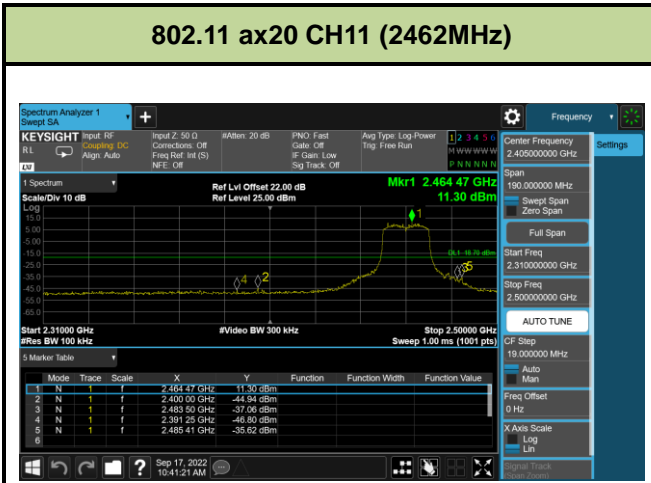 802.11 ax20 CH11 (2462MHz)
Spectrum Analyzer 1
Swept SA
+
Frequency
KEYSIGHT
RL
LXI
Input: RF
Coupling: DC
Align: Auto
Input Z: 50 Ω
Corrections: Off
Freq Ref: Int (S)
NFE: Off
#Atten: 20 dB
PNO: Fast
Gate: Off
IF Gain: Low
Sig Track: Off
Avg Type: Log-Power
Trig: Free Run
1 2 3 4 5 6
M W W W W W
P N N N N N
1 Spectrum
Scale/Div 10 dB
Ref Lvl Offset 22.00 dB
Ref Level 25.00 dBm
Mkr1 2.464 47 GHz
11.30 dBm
Log
15.0
5.00
-5.00
-15.0
-25.0
-35.0
-45.0
-55.0
-65.0
1
DL1 -18.70 dBm
4
2
5
Start 2.31000 GHz
#Res BW 100 kHz
#Video BW 300 kHz
Stop 2.50000 GHz
Sweep 1.00 ms (1001 pts)
5 Marker Table
Mode Trace Scale X Y Function Function Width Function Value
1 N 1 f 2.464 47 GHz 11.30 dBm
2 N 1 f 2.400 00 GHz -44.94 dBm
3 N 1 f 2.483 50 GHz -37.06 dBm
4 N 1 f 2.391 25 GHz -46.80 dBm
5 N 1 f 2.485 41 GHz -35.62 dBm
6
?
Sep 17, 2022
10:41:21 AM
Center Frequency
2.405000000 GHz
Settings
Span
190.000000 MHz
Swept Span
Zero Span
Full Span
Start Freq
2.310000000 GHz
Stop Freq
2.500000000 GHz
AUTO TUNE
CF Step
19.000000 MHz
Auto
Man
Freq Offset
0 Hz
X Axis Scale
Log
Lin
Signal Track
(Span Zoom)